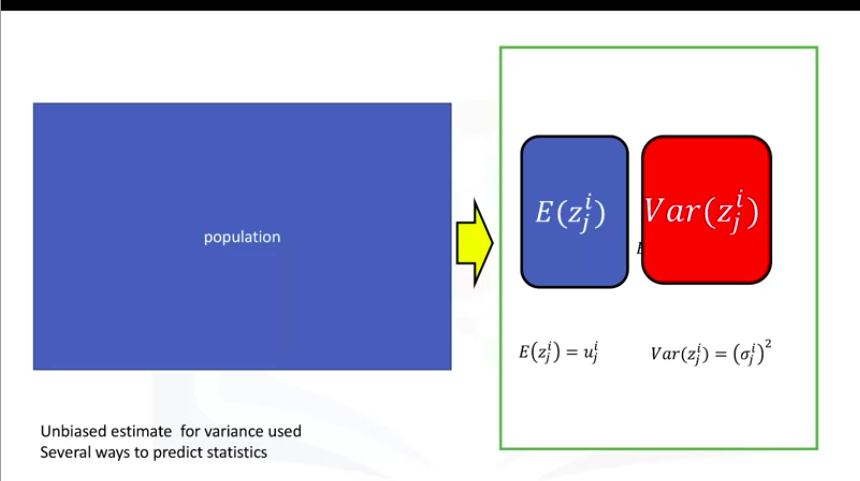 population
E(z_j^i)
Var(z_j^i)
E(z_j^i) = u_j^i
Var(z_j^i) = (σ_j^i)^2
Unbiased estimate for variance used
Several ways to predict statistics